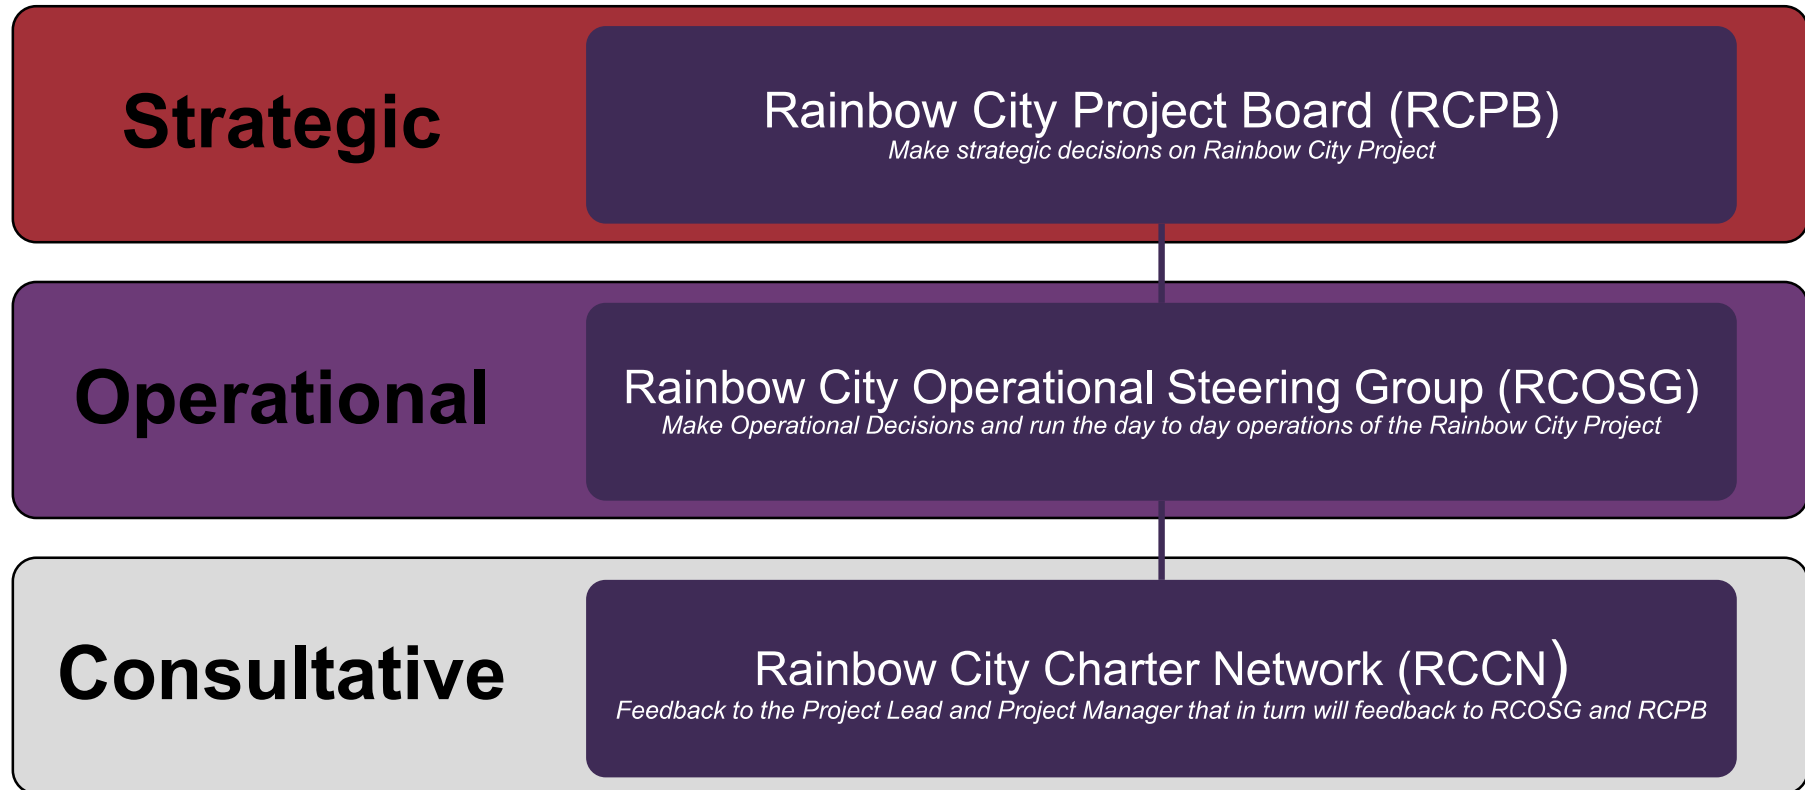 Strategic
Rainbow City Project Board (RCPB)
Make strategic decisions on Rainbow City Project
Operational
Rainbow City Operational Steering Group (RCOSG)
Make Operational Decisions and run the day to day operations of the Rainbow City Project
Consultative
Rainbow City Charter Network (RCCN)
Feedback to the Project Lead and Project Manager that in turn will feedback to RCOSG and RCPB